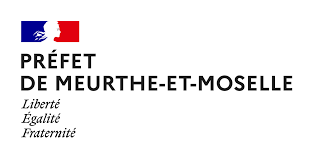 PRÉFET
DE MEURTHE-ET-MOSELLE
Liberté
Égalité
Fraternité